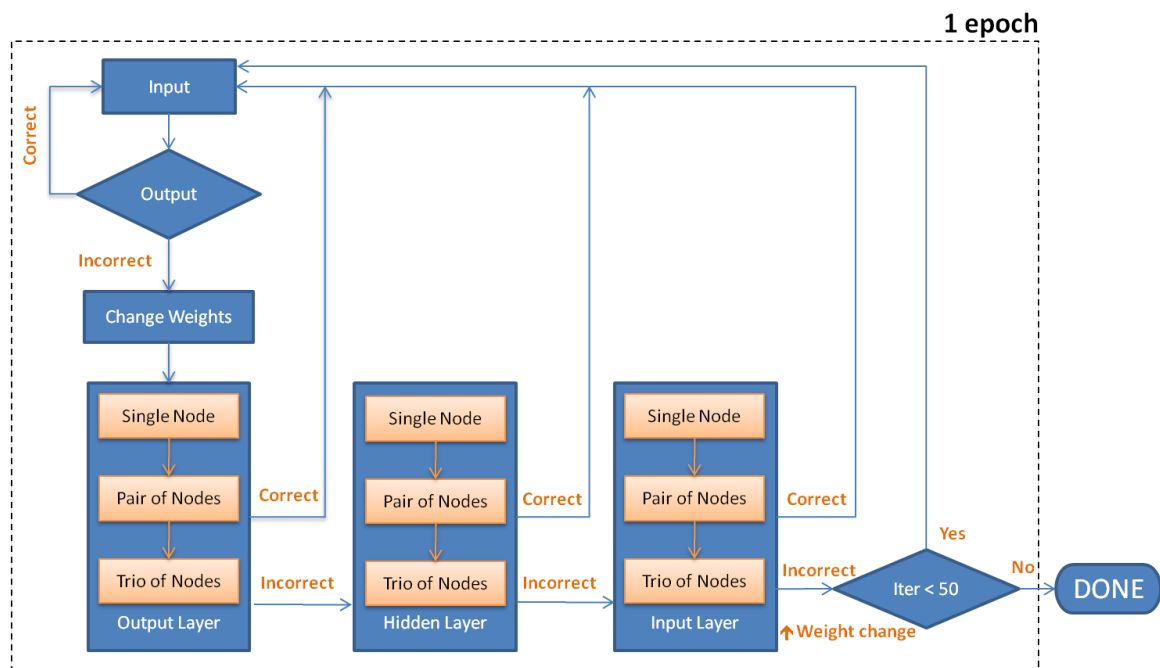 1 epoch
Input
Correct
Output
Incorrect
Change Weights
Single Node
Pair of Nodes
Correct
Trio of Nodes
Incorrect
Output Layer
Single Node
Pair of Nodes
Correct
Trio of Nodes
Incorrect
Hidden Layer
Single Node
Pair of Nodes
Correct
Trio of Nodes
Incorrect
Input Layer
Weight change
Yes
Iter < 50
No
DONE